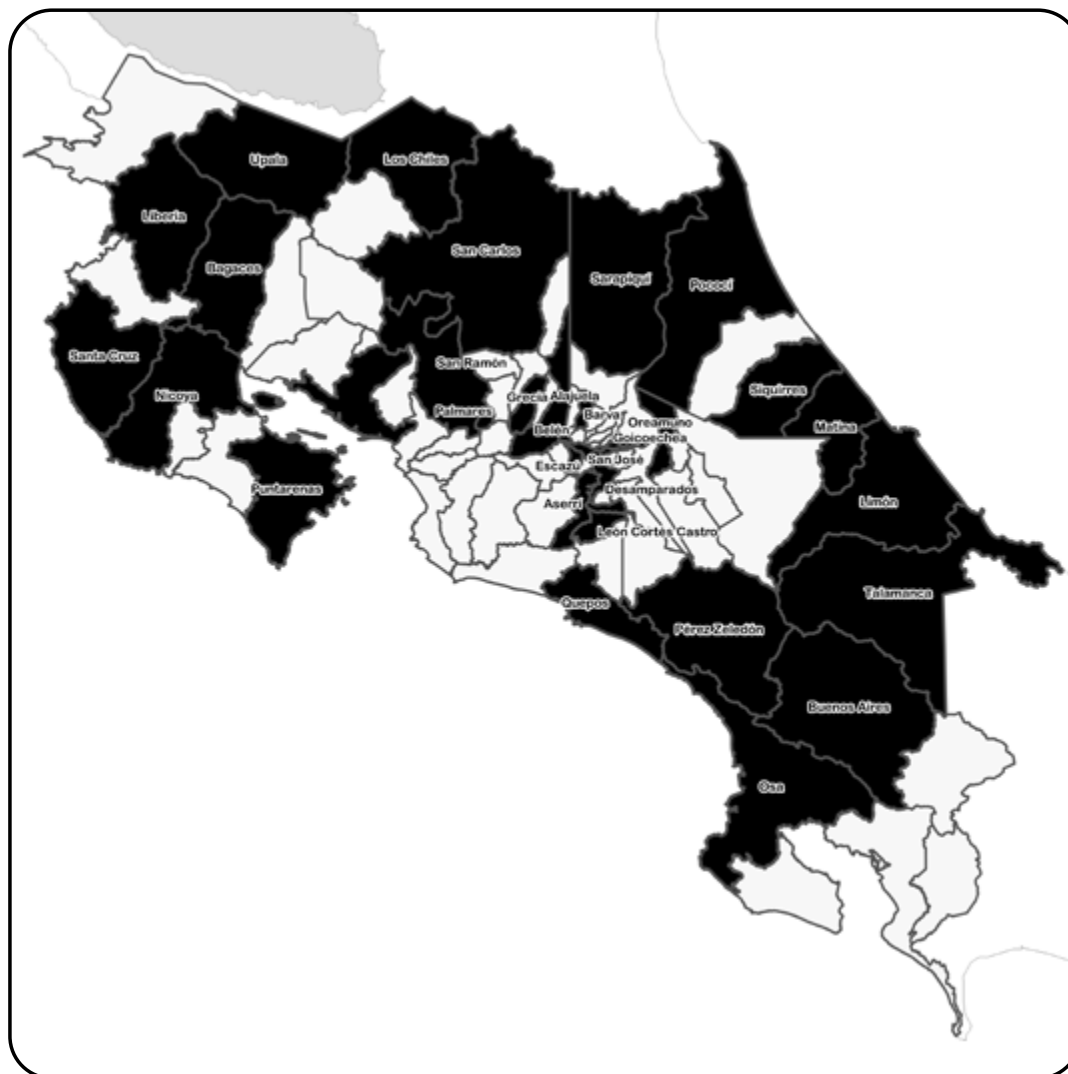 Upala
Los Chiles
Liberia
San Carlos
Bagaces
Sarapiquí
Pococí
Santa Cruz
San Ramón
Nicoya
Siquirres
Grecia
Alajuela
Palmares
Barva
Oreamuno
Matina
Belén
Goicoechea
San José
Escazú
Puntarenas
Desamparados
Limón
Aserrí
León Cortés Castro
Talamanca
Quepos
Pérez Zeledón
Buenos Aires
Osa